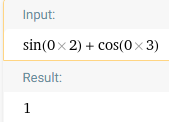 Input:
sin(0×2) + cos(0×3)
Result:
1